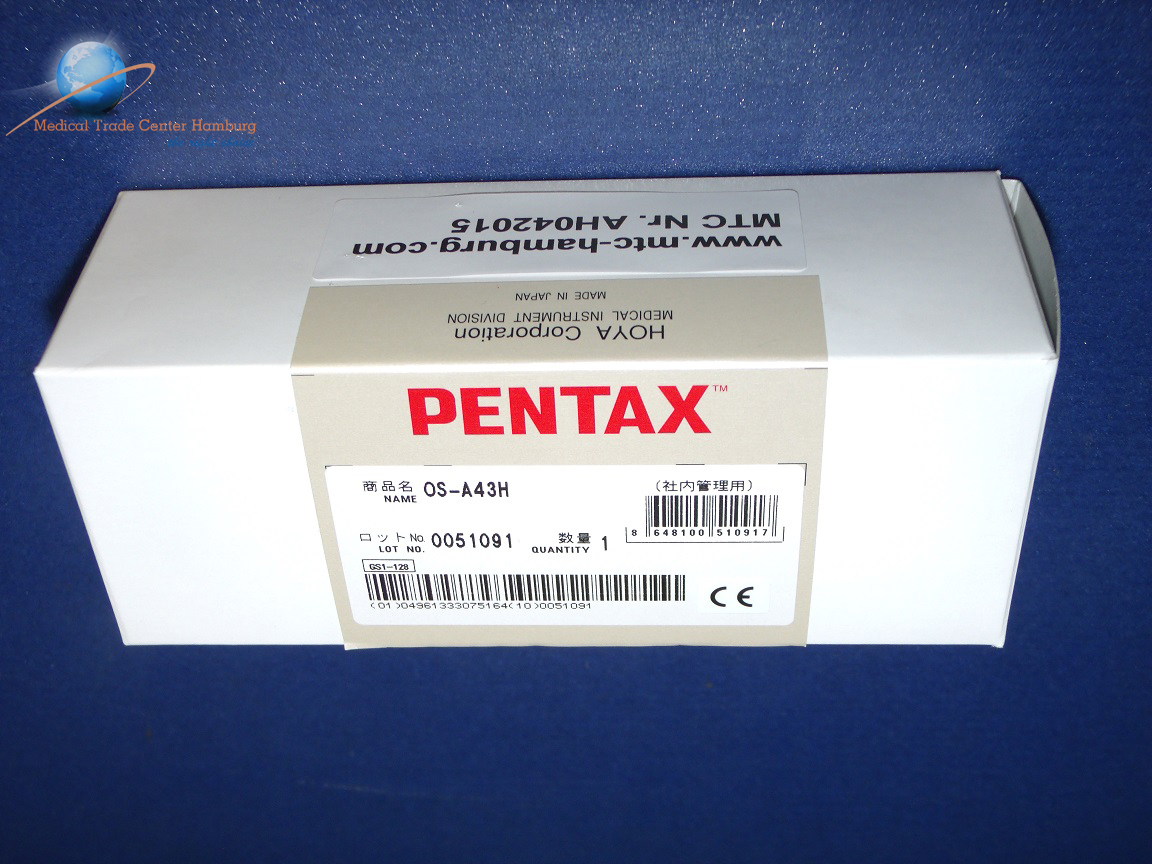 Medical Trade Center Hamburg
www.mtc-hamburg.com
MTC Nr. AH042015
HOYA Corporation
MEDICAL INSTRUMENT DIVISION
MADE IN JAPAN
PENTAX™
商品名 OS-A43H
NAME
(社内管理用)
8 648100 510917
ロットNo. 0051091 数量 1
LOT NO. QUANTITY
GS1-128
(01)04961333075164(10)0051091
CE